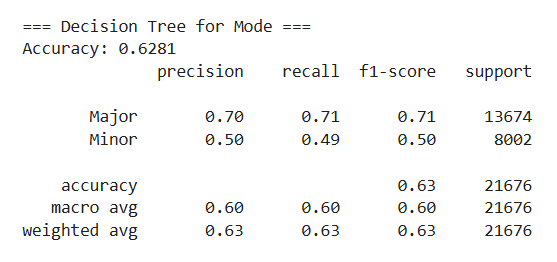 === Decision Tree for Mode ===
Accuracy: 0.6281
precision recall f1-score support
Major 0.70 0.71 0.71 13674
Minor 0.50 0.49 0.50 8002
accuracy 0.63 21676
macro avg 0.60 0.60 0.60 21676
weighted avg 0.63 0.63 0.63 21676